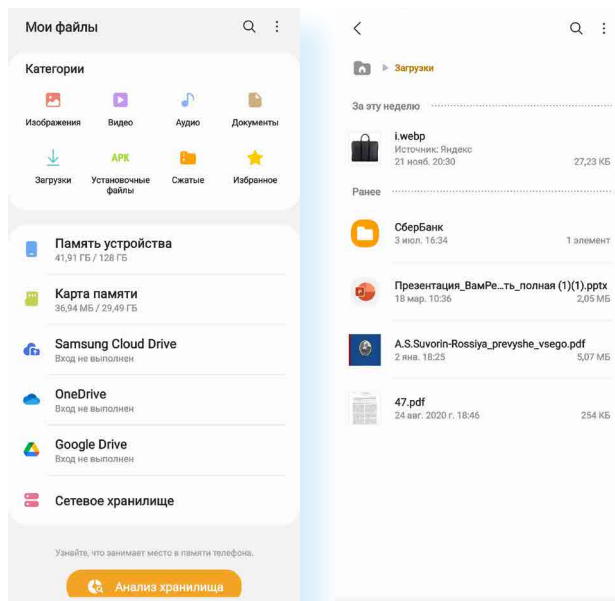 Мои файлы
Категории
Изображения
Видео
Аудио
Документы
APK
Загрузки
Установочные
файлы
Сжатые
Избранное
Память устройства
41,91 ГБ / 128 ГБ
Карта памяти
36,94 МБ / 29,49 ГБ
Samsung Cloud Drive
Вход не выполнен
OneDrive
Вход не выполнен
Google Drive
Вход не выполнен
Сетевое хранилище
Узнайте, что занимает место в памяти телефона.
Анализ хранилища
Загрузки
За эту неделю
i.webp
Источник: Яндекс
21 нояб. 20:30 27,23 КБ
Ранее
СберБанк
3 июл. 16:34 1 элемент
Презентация_ВамРе...ть_полная (1)(1).pptx
18 мар. 10:36 2,05 МБ
A.S.Suvorin-Rossiya_prevyshe_vsego.pdf
2 янв. 18:25 5,07 МБ
47.pdf
24 авг. 2020 г. 18:46 254 КБ